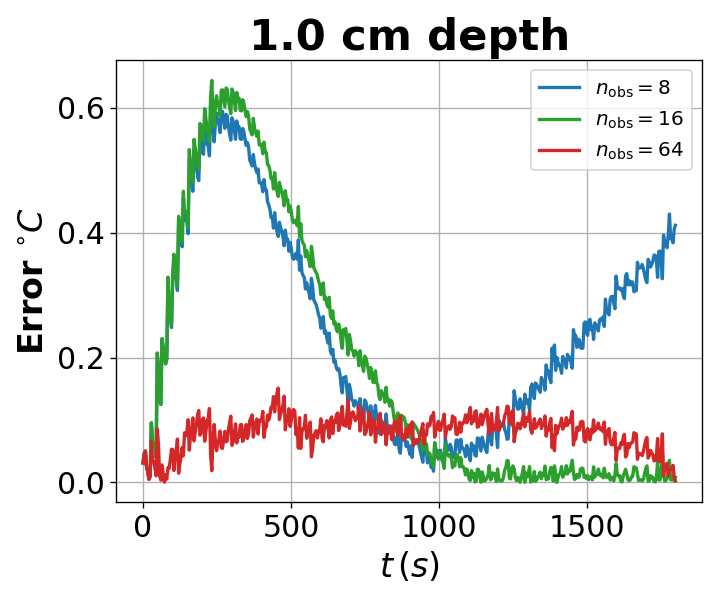 1.0 cm depth
Error °C
0.6
0.4
0.2
0.0
n_obs = 8
n_obs = 16
n_obs = 64
0
500
1000
1500
t (s)